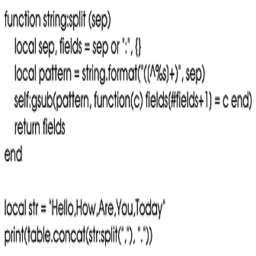 function string:split (sep)
local sep, fields = sep or ":", {}
local pattern = string.format("([^%s]+)", sep)
self:gsub(pattern, function(c) fields[#fields+1] = c end)
return fields
end
local str = "Hello,How,Are,You,Today"
print(table.concat(str:split(","), "."))